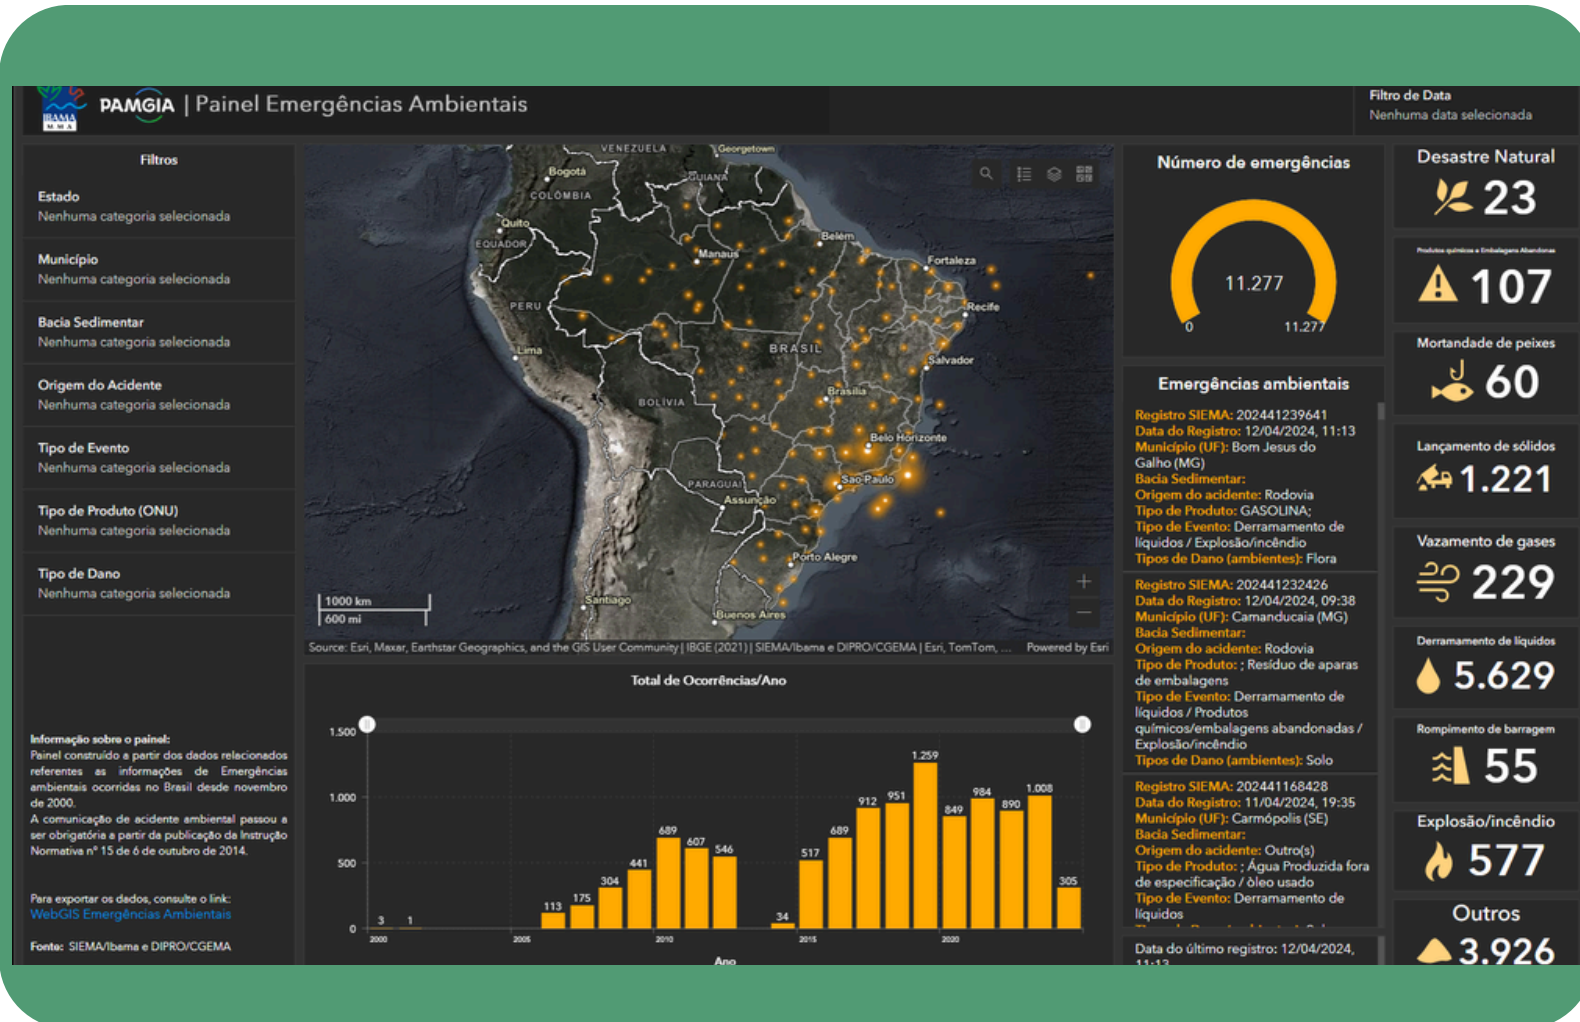 IBAMA
M M A
PAMGIA | Painel Emergências Ambientais
Filtro de Data
Nenhuma data selecionada
Filtros
Estado
Nenhuma categoria selecionada
Município
Nenhuma categoria selecionada
Bacia Sedimentar
Nenhuma categoria selecionada
Origem do Acidente
Nenhuma categoria selecionada
Tipo de Evento
Nenhuma categoria selecionada
Tipo de Produto (ONU)
Nenhuma categoria selecionada
Tipo de Dano
Nenhuma categoria selecionada
Informação sobre o painel:
Painel construído a partir dos dados relacionados
referentes as informações de Emergências
ambientais ocorridas no Brasil desde novembro
de 2000.
A comunicação de acidente ambiental passou a
ser obrigatória a partir da publicação da Instrução
Normativa nº 15 de 6 de outubro de 2014.
Para exportar os dados, consulte o link:
WebGIS Emergências Ambientais
Fonte: SIEMA/Ibama e DIPRO/CGEMA
VENEZUELA
Georgetown
Bogotá
GUIANA
COLÔMBIA
Quito
EQUADOR
Belém
Manaus
Fortaleza
PERU
Recife
Lima
BRASIL
Salvador
Brasília
BOLÍVIA
Belo Horizonte
PARAGUAI
São Paulo
Assunção
Porto Alegre
Santiago
Buenos Aires
1000 km
600 mi
Source: Esri, Maxar, Earthstar Geographics, and the GIS User Community | IBGE (2021) | SIEMA/Ibama e DIPRO/CGEMA | Esri, TomTom, ... Powered by Esri
Total de Ocorrências/Ano
1.500
1.000
500
0
3
1
113
175
304
441
689
607
546
34
517
689
912
951
1.259
849
984
890
1.008
305
2000
2005
2010
2015
2020
Ano
Número de emergências
11.277
0
11.277
Emergências ambientais
Registro SIEMA: 202441239641
Data do Registro: 12/04/2024, 11:13
Município (UF): Bom Jesus do
Galho (MG)
Bacia Sedimentar:
Origem do acidente: Rodovia
Tipo de Produto: GASOLINA;
Tipo de Evento: Derramamento de
líquidos / Explosão/incêndio
Tipos de Dano (ambientes): Flora
Registro SIEMA: 202441232426
Data do Registro: 12/04/2024, 09:38
Município (UF): Camanducaia (MG)
Bacia Sedimentar:
Origem do acidente: Rodovia
Tipo de Produto: ; Resíduo de aparas
de embalagens
Tipo de Evento: Derramamento de
líquidos / Produtos
químicos/embalagens abandonadas /
Explosão/incêndio
Tipos de Dano (ambientes): Solo
Registro SIEMA: 202441168428
Data do Registro: 11/04/2024, 19:35
Município (UF): Carmópolis (SE)
Bacia Sedimentar:
Origem do acidente: Outro(s)
Tipo de Produto: ; Água Produzida fora
de especificação / òleo usado
Tipo de Evento: Derramamento de
líquidos
Data do último registro: 12/04/2024,
11:13
Desastre Natural
23
Produtos químicos e Embalagens Abandonas
107
Mortandade de peixes
60
Lançamento de sólidos
1.221
Vazamento de gases
229
Derramamento de líquidos
5.629
Rompimento de barragem
55
Explosão/incêndio
577
Outros
3.926